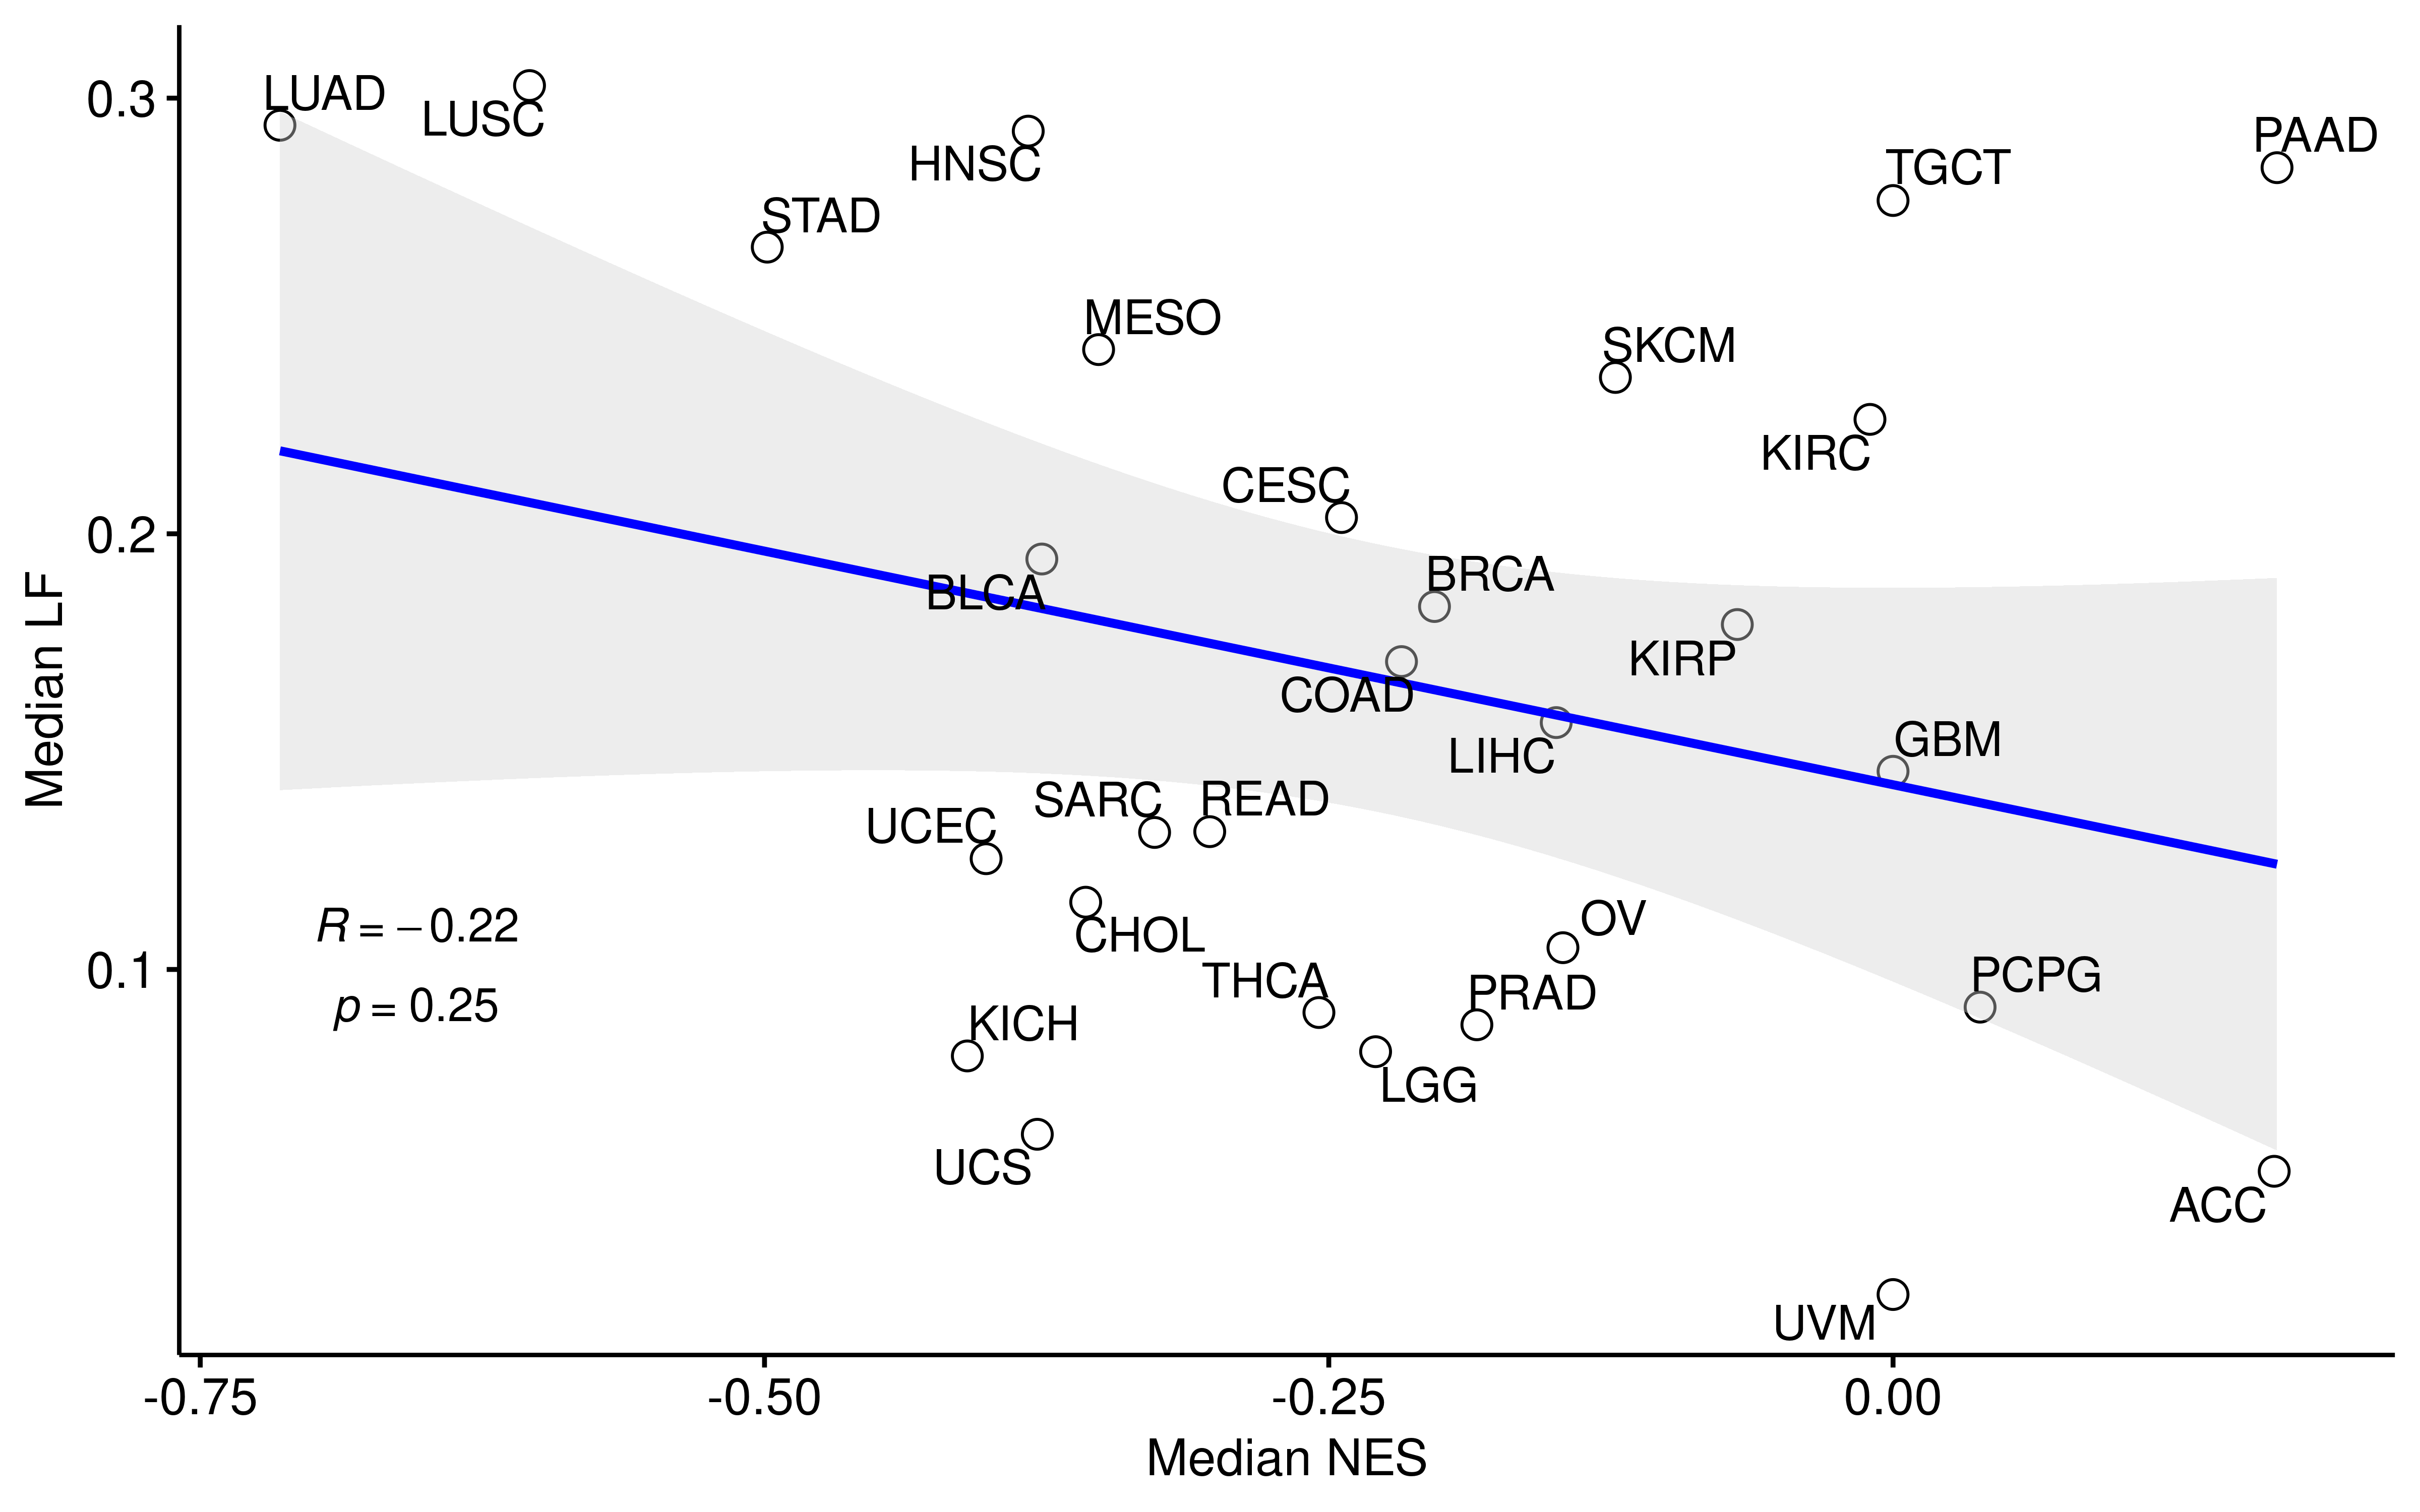 0.3
0.2
0.1
Median LF
LUAD
LUSC
HNSC
STAD
TGCT
PAAD
MESO
SKCM
KIRC
CESC
BLCA
BRCA
KIRP
COAD
LIHC
GBM
SARC
READ
UCEC
CHOL
OV
THCA
PRAD
PCPG
KICH
LGG
UCS
ACC
UVM
R = −0.22
p = 0.25
-0.75
-0.50
-0.25
0.00
Median NES